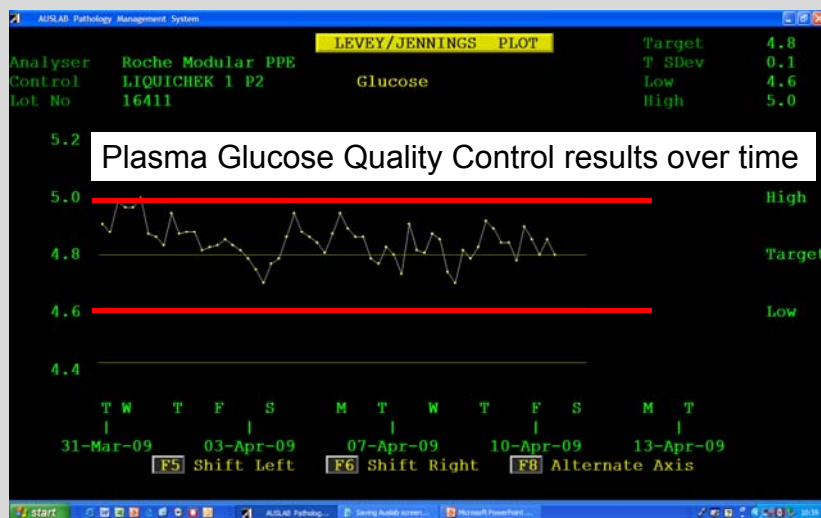 AUSLAB Pathology Management System
LEVEY/JENNINGS PLOT
Target 4.8
Analyser Roche Modular PPE
T SDev 0.1
Control LIQUICHEK 1 P2
Glucose
Low 4.6
Lot No 16411
High 5.0
5.2
Plasma Glucose Quality Control results over time
5.0
High
4.8
Target
4.6
Low
4.4
T W T F S M T W T F S M T
31-Mar-09 03-Apr-09 07-Apr-09 10-Apr-09 13-Apr-09
F5 Shift Left F6 Shift Right F8 Alternate Axis
start AUSLAB Patholog... Saving Auslab screen... Microsoft PowerPoint ... 10:59